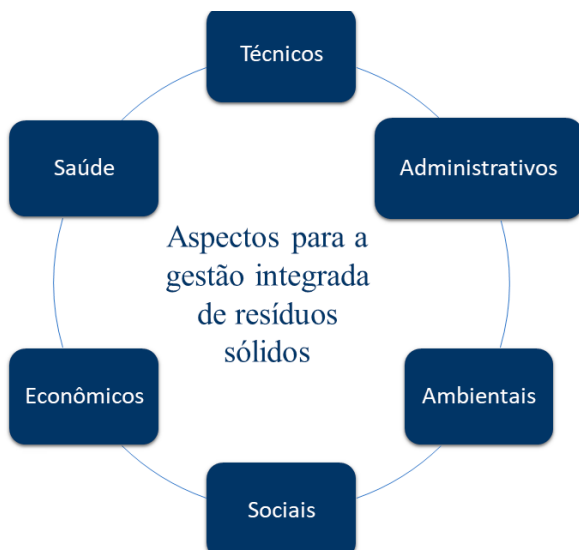 Técnicos
Saúde
Administrativos
Aspectos para a
gestão integrada
de resíduos
sólidos
Econômicos
Ambientais
Sociais